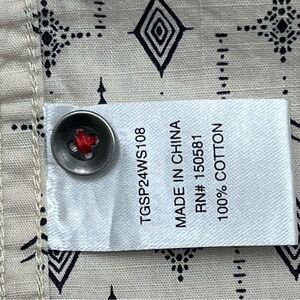 TGSP24WS108
MADE IN CHINA
RN# 150581
100% COTTON